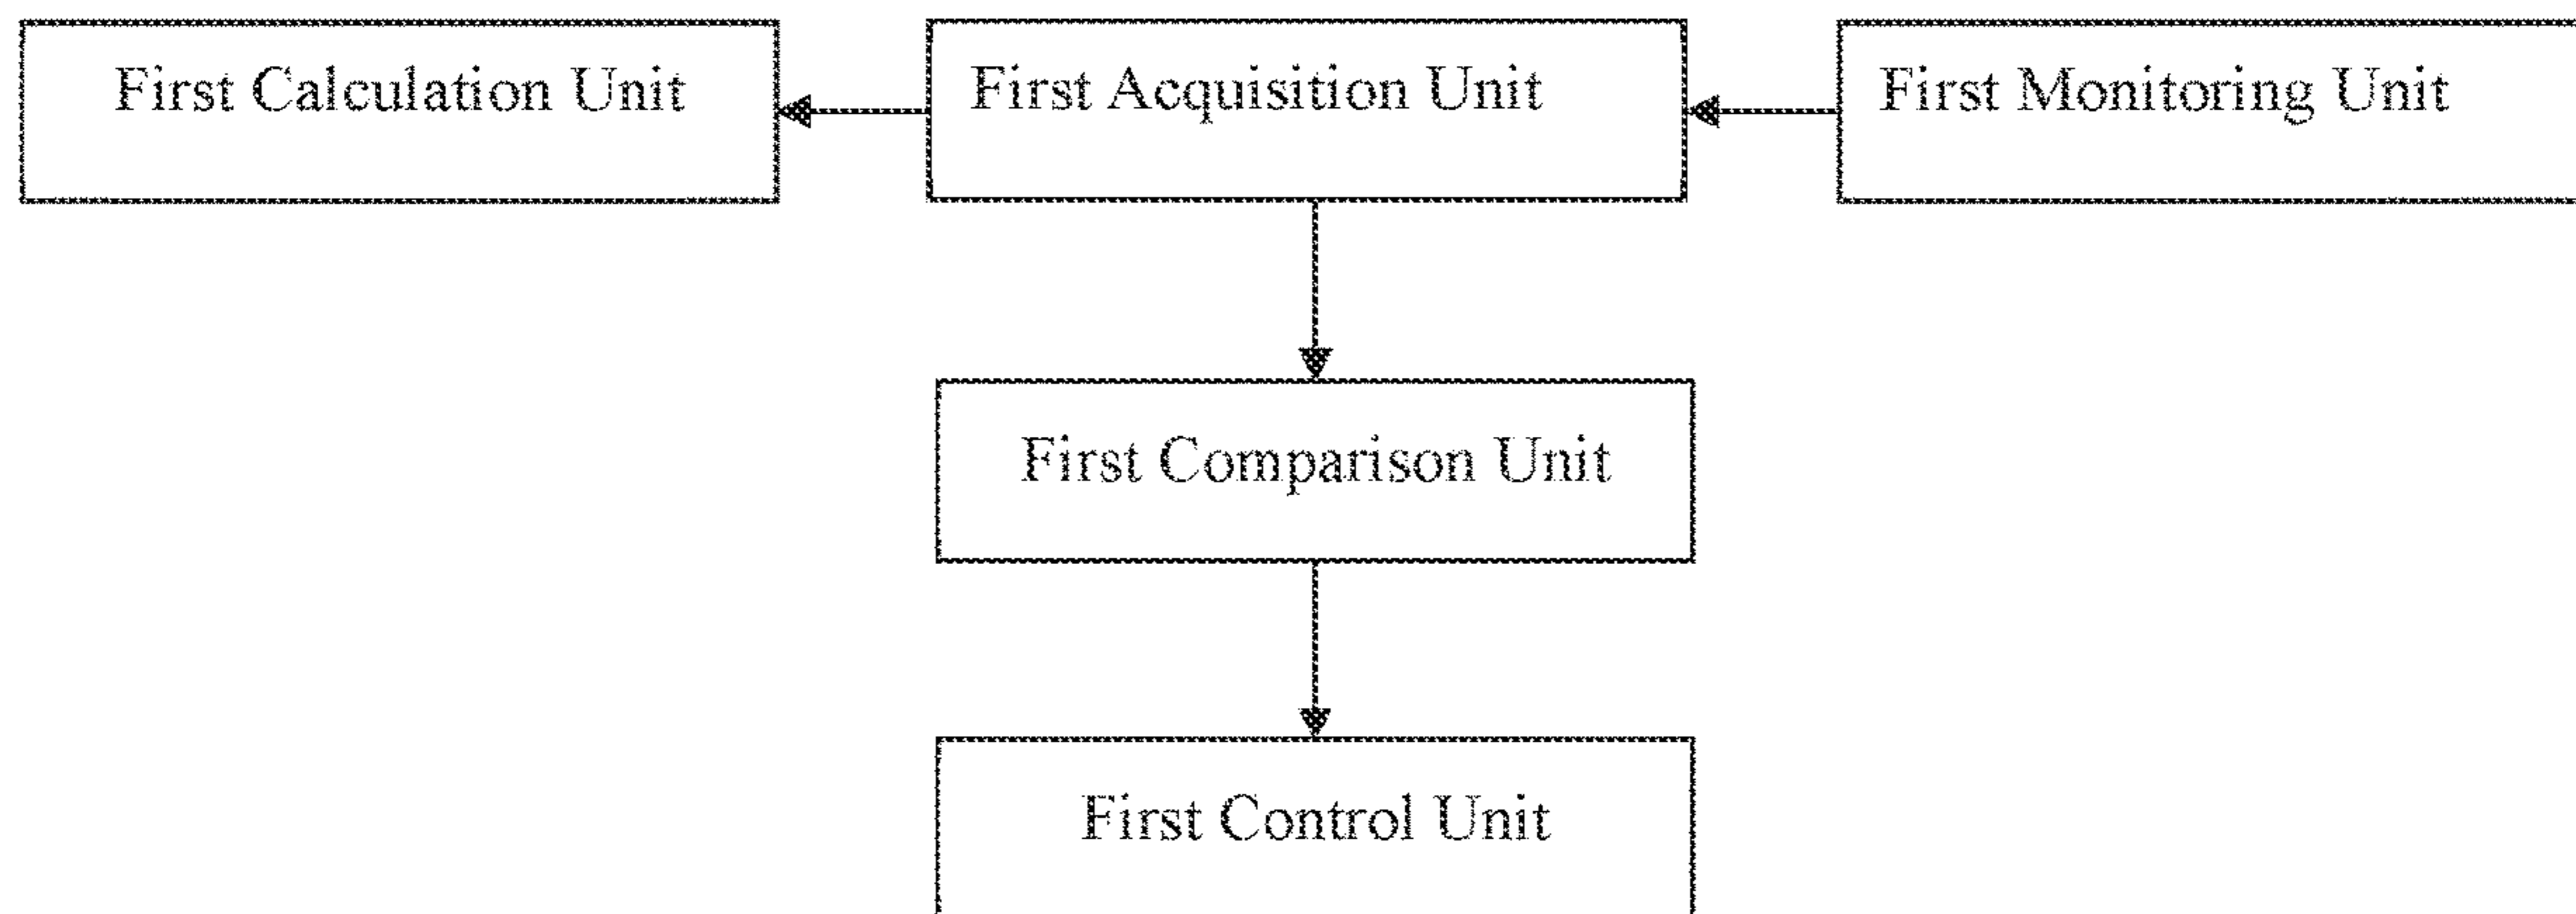 First Calculation Unit
First Acquisition Unit
First Monitoring Unit
First Comparison Unit
First Control Unit